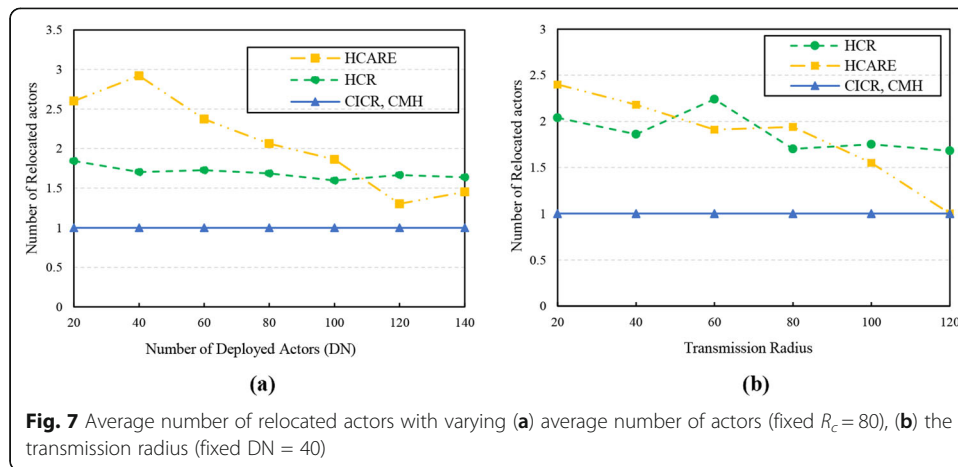 HCARE
HCR
CICR, CMH
3.5
3
2.5
2
1.5
1
0.5
0
Number of Relocated actors
20 40 60 80 100 120 140
Number of Deployed Actors (DN)
(a)
HCR
HCARE
CICR, CMH
3
2.5
2
1.5
1
0.5
0
Number of Relocated actors
20 40 60 80 100 120
Transmission Radius
(b)
Fig. 7 Average number of relocated actors with varying (a) average number of actors (fixed Rc = 80), (b) the
transmission radius (fixed DN = 40)